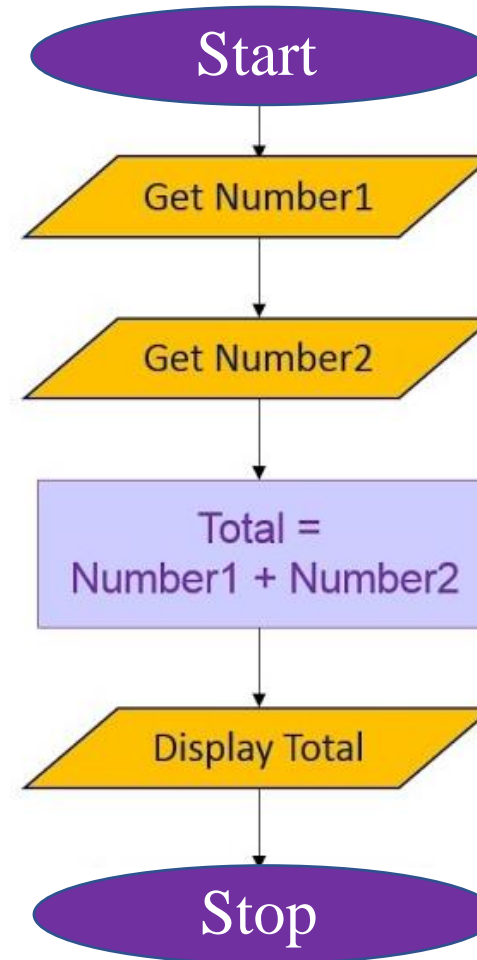 Start
Get Number1
Get Number2
Total =
Number1 + Number2
Display Total
Stop